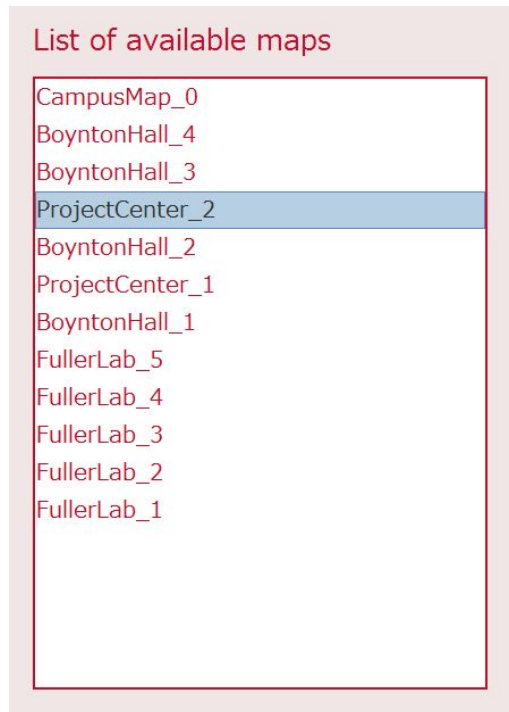 List of available maps
CampusMap_0
BoyntonHall_4
BoyntonHall_3
ProjectCenter_2
BoyntonHall_2
ProjectCenter_1
BoyntonHall_1
FullerLab_5
FullerLab_4
FullerLab_3
FullerLab_2
FullerLab_1